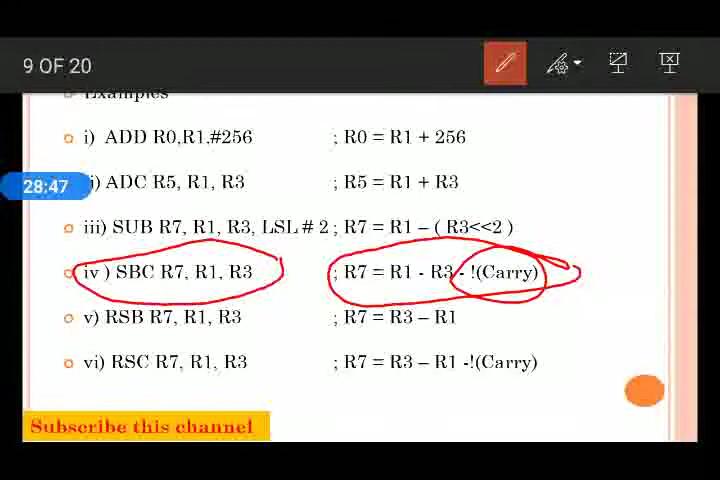 9 OF 20
Examples
i) ADD R0,R1,#256 ; R0 = R1 + 256
28:47
i) ADC R5, R1, R3 ; R5 = R1 + R3
iii) SUB R7, R1, R3, LSL # 2 ; R7 = R1 – ( R3<<2 )
iv ) SBC R7, R1, R3 ; R7 = R1 - R3 - !(Carry)
v) RSB R7, R1, R3 ; R7 = R3 – R1
vi) RSC R7, R1, R3 ; R7 = R3 – R1 -!(Carry)
Subscribe this channel